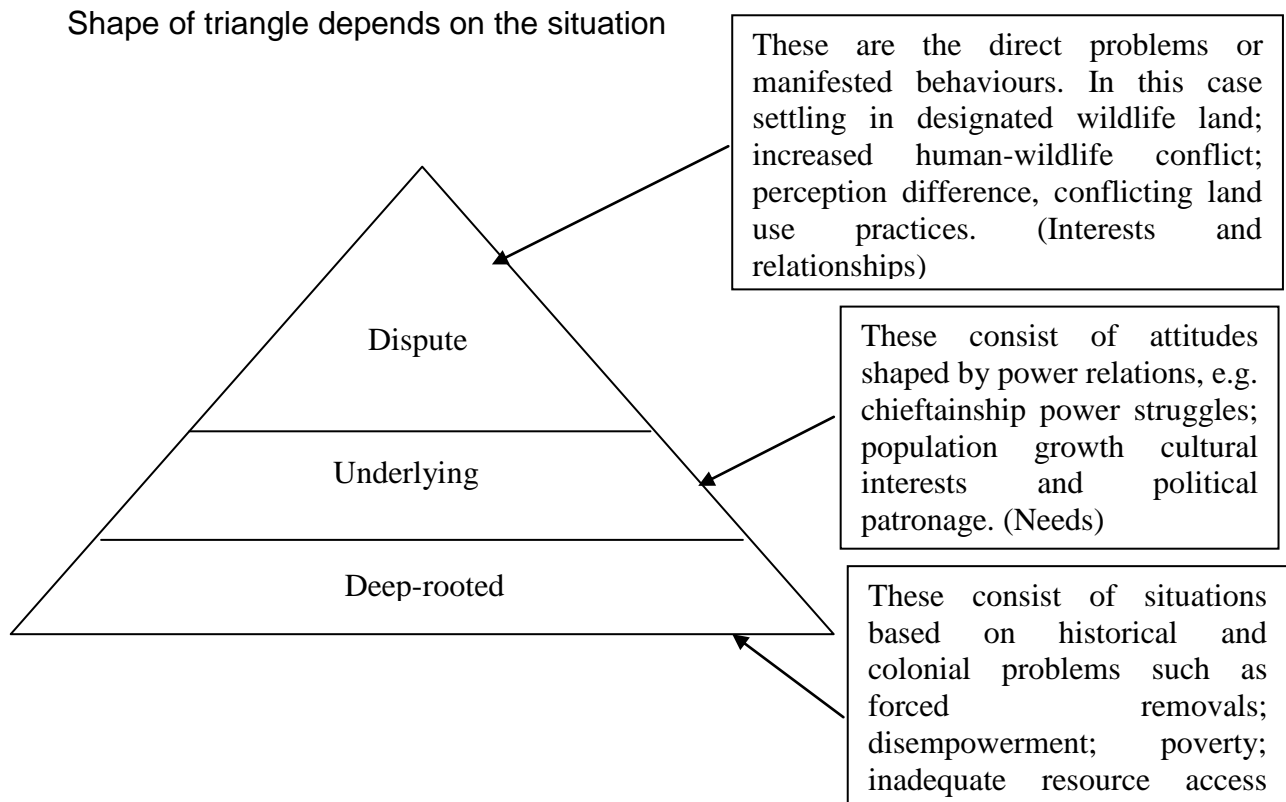 Shape of triangle depends on the situation
These are the direct problems or
manifested behaviours. In this case
settling in designated wildlife land;
increased human-wildlife conflict;
perception difference, conflicting land
use practices. (Interests and
relationships)
Dispute
These consist of attitudes
shaped by power relations, e.g.
chieftainship power struggles;
population growth cultural
interests and political
patronage. (Needs)
Underlying
Deep-rooted
These consist of situations
based on historical and
colonial problems such as
forced removals;
disempowerment; poverty;
inadequate resource access